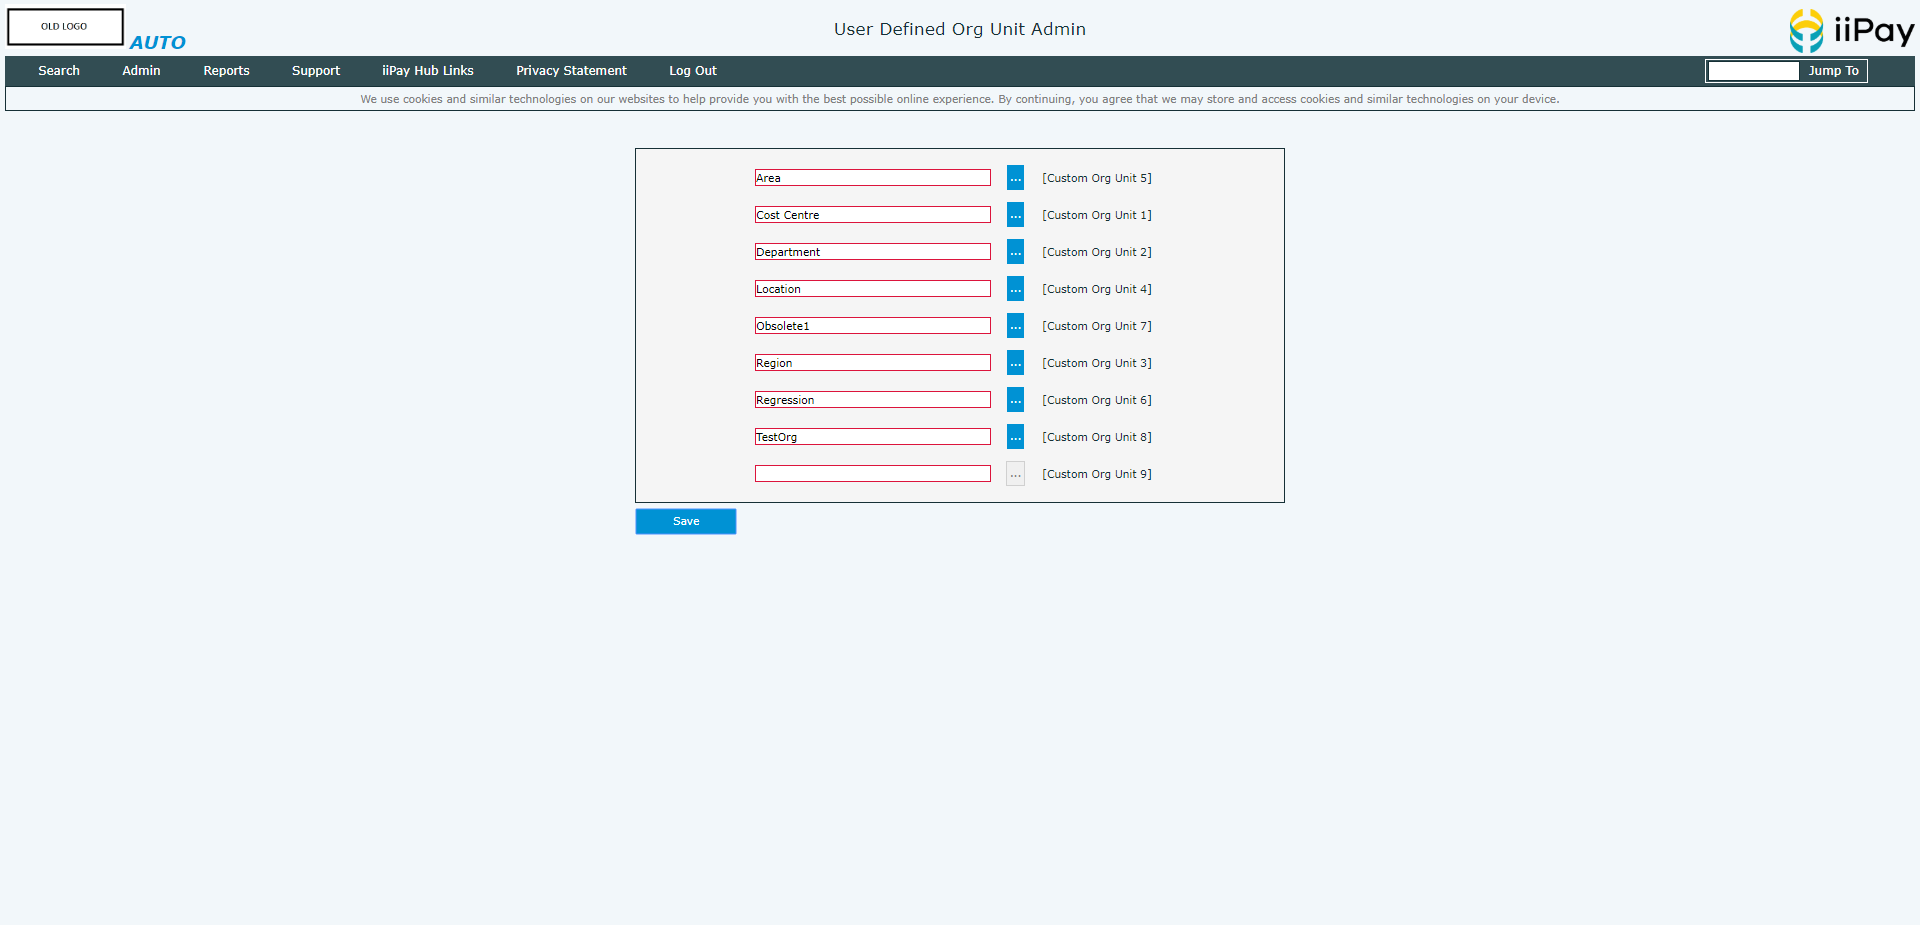 OLD LOGO
AUTO
User Defined Org Unit Admin
iiPay
Search Admin Reports Support iiPay Hub Links Privacy Statement Log Out Jump To
We use cookies and similar technologies on our websites to help provide you with the best possible online experience. By continuing, you agree that we may store and access cookies and similar technologies on your device.
Area ... [Custom Org Unit 5]
Cost Centre ... [Custom Org Unit 1]
Department ... [Custom Org Unit 2]
Location ... [Custom Org Unit 4]
Obsolete1 ... [Custom Org Unit 7]
Region ... [Custom Org Unit 3]
Regression ... [Custom Org Unit 6]
TestOrg ... [Custom Org Unit 8]
... [Custom Org Unit 9]
Save